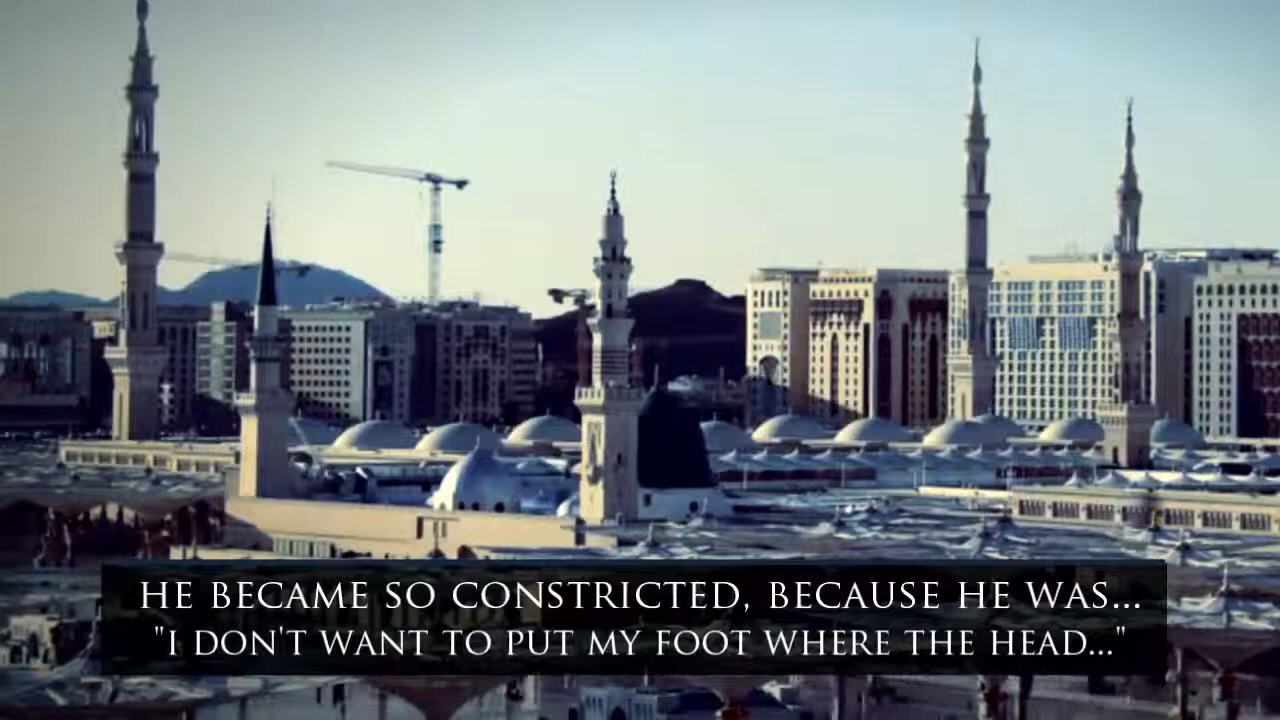 HE BECAME SO CONSTRICTED, BECAUSE HE WAS...
"I DON'T WANT TO PUT MY FOOT WHERE THE HEAD..."